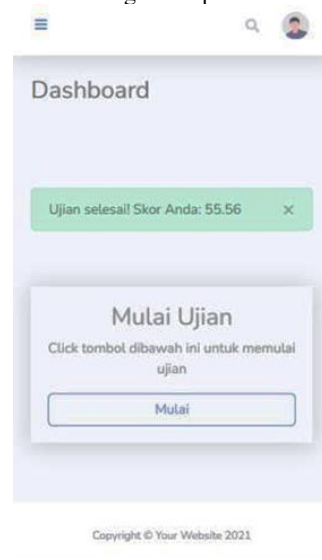 Dashboard
Ujian selesai! Skor Anda: 55.56 ×
Mulai Ujian
Click tombol dibawah ini untuk memulai
ujian
Mulai
Copyright © Your Website 2021